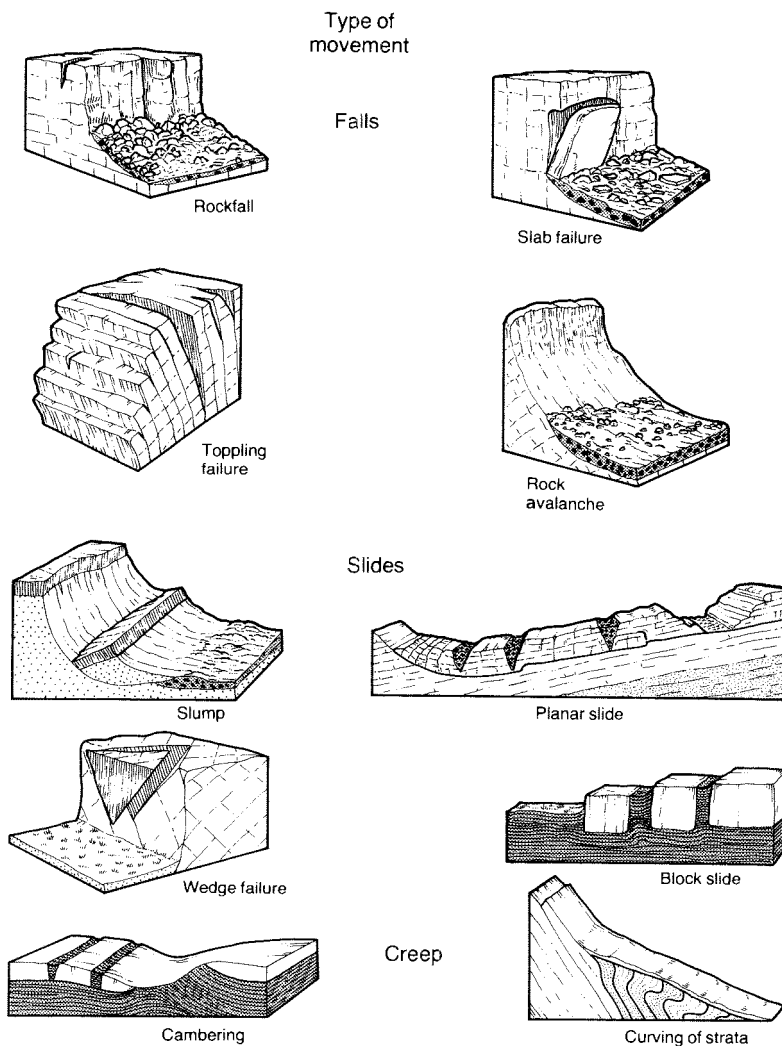 Type of
movement
Falls
Rockfall
Slab failure
Toppling
failure
Rock
avalanche
Slides
Slump
Planar slide
Wedge failure
Block slide
Creep
Cambering
Curving of strata